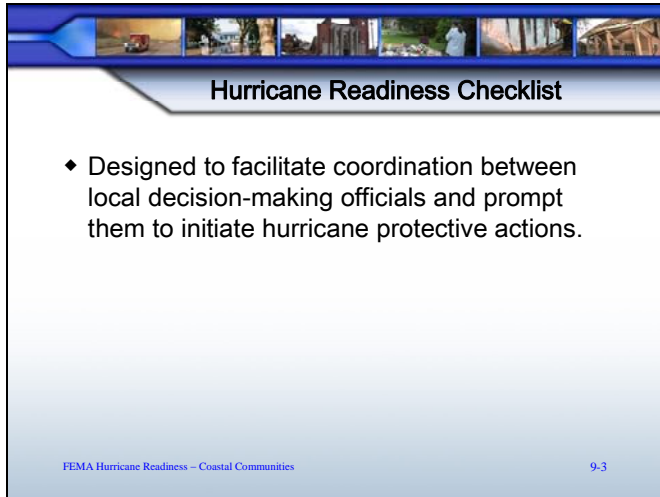 Hurricane Readiness Checklist
◆ Designed to facilitate coordination between
local decision-making officials and prompt
them to initiate hurricane protective actions.
FEMA Hurricane Readiness – Coastal Communities 9-3